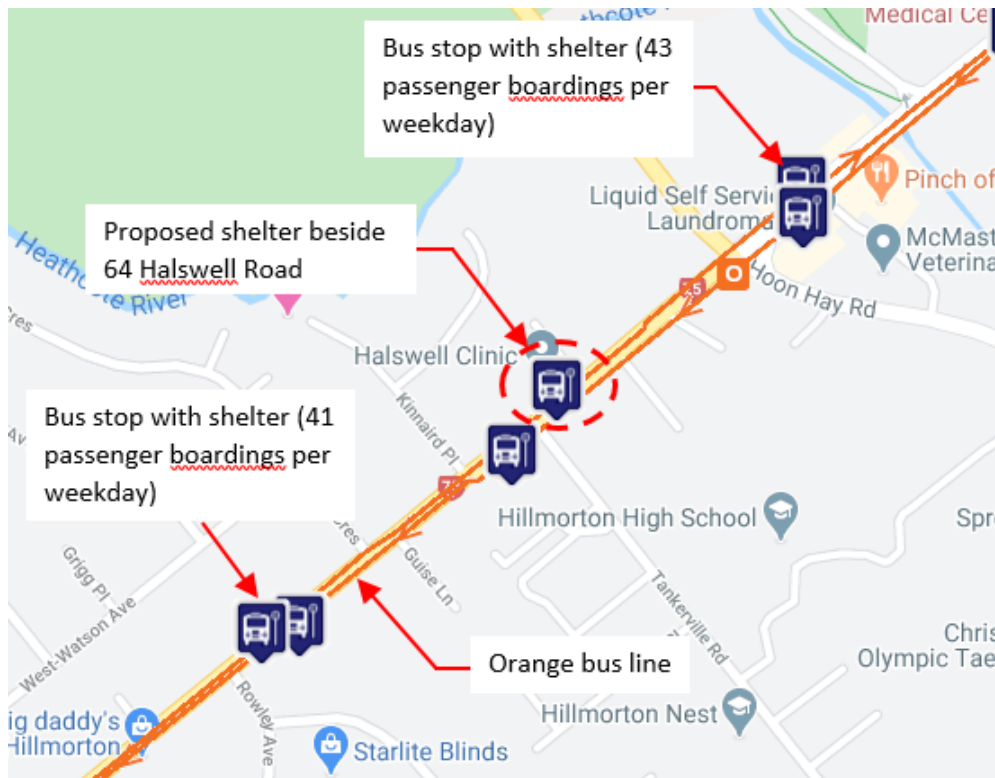 thcote
Medical Ce
Bus stop with shelter (43
passenger boardings per
weekday)
Liquid Self Servi
Laundroma
Pinch of
McMast
Veterina
Proposed shelter beside
64 Halswell Road
Heathcote River
O
Hoon Hay Rd
Halswell Clinic
Bus stop with shelter (41
passenger boardings per
weekday)
Kinnaird Pl
Hillmorton High School
Spr
Grigg Pl
Guise Ln
West-Watson Ave
Tankerville Rd
Orange bus line
Chris
Olympic Tae
Rowley Ave
ig daddy's
Hillmorton
Hillmorton Nest
Starlite Blinds